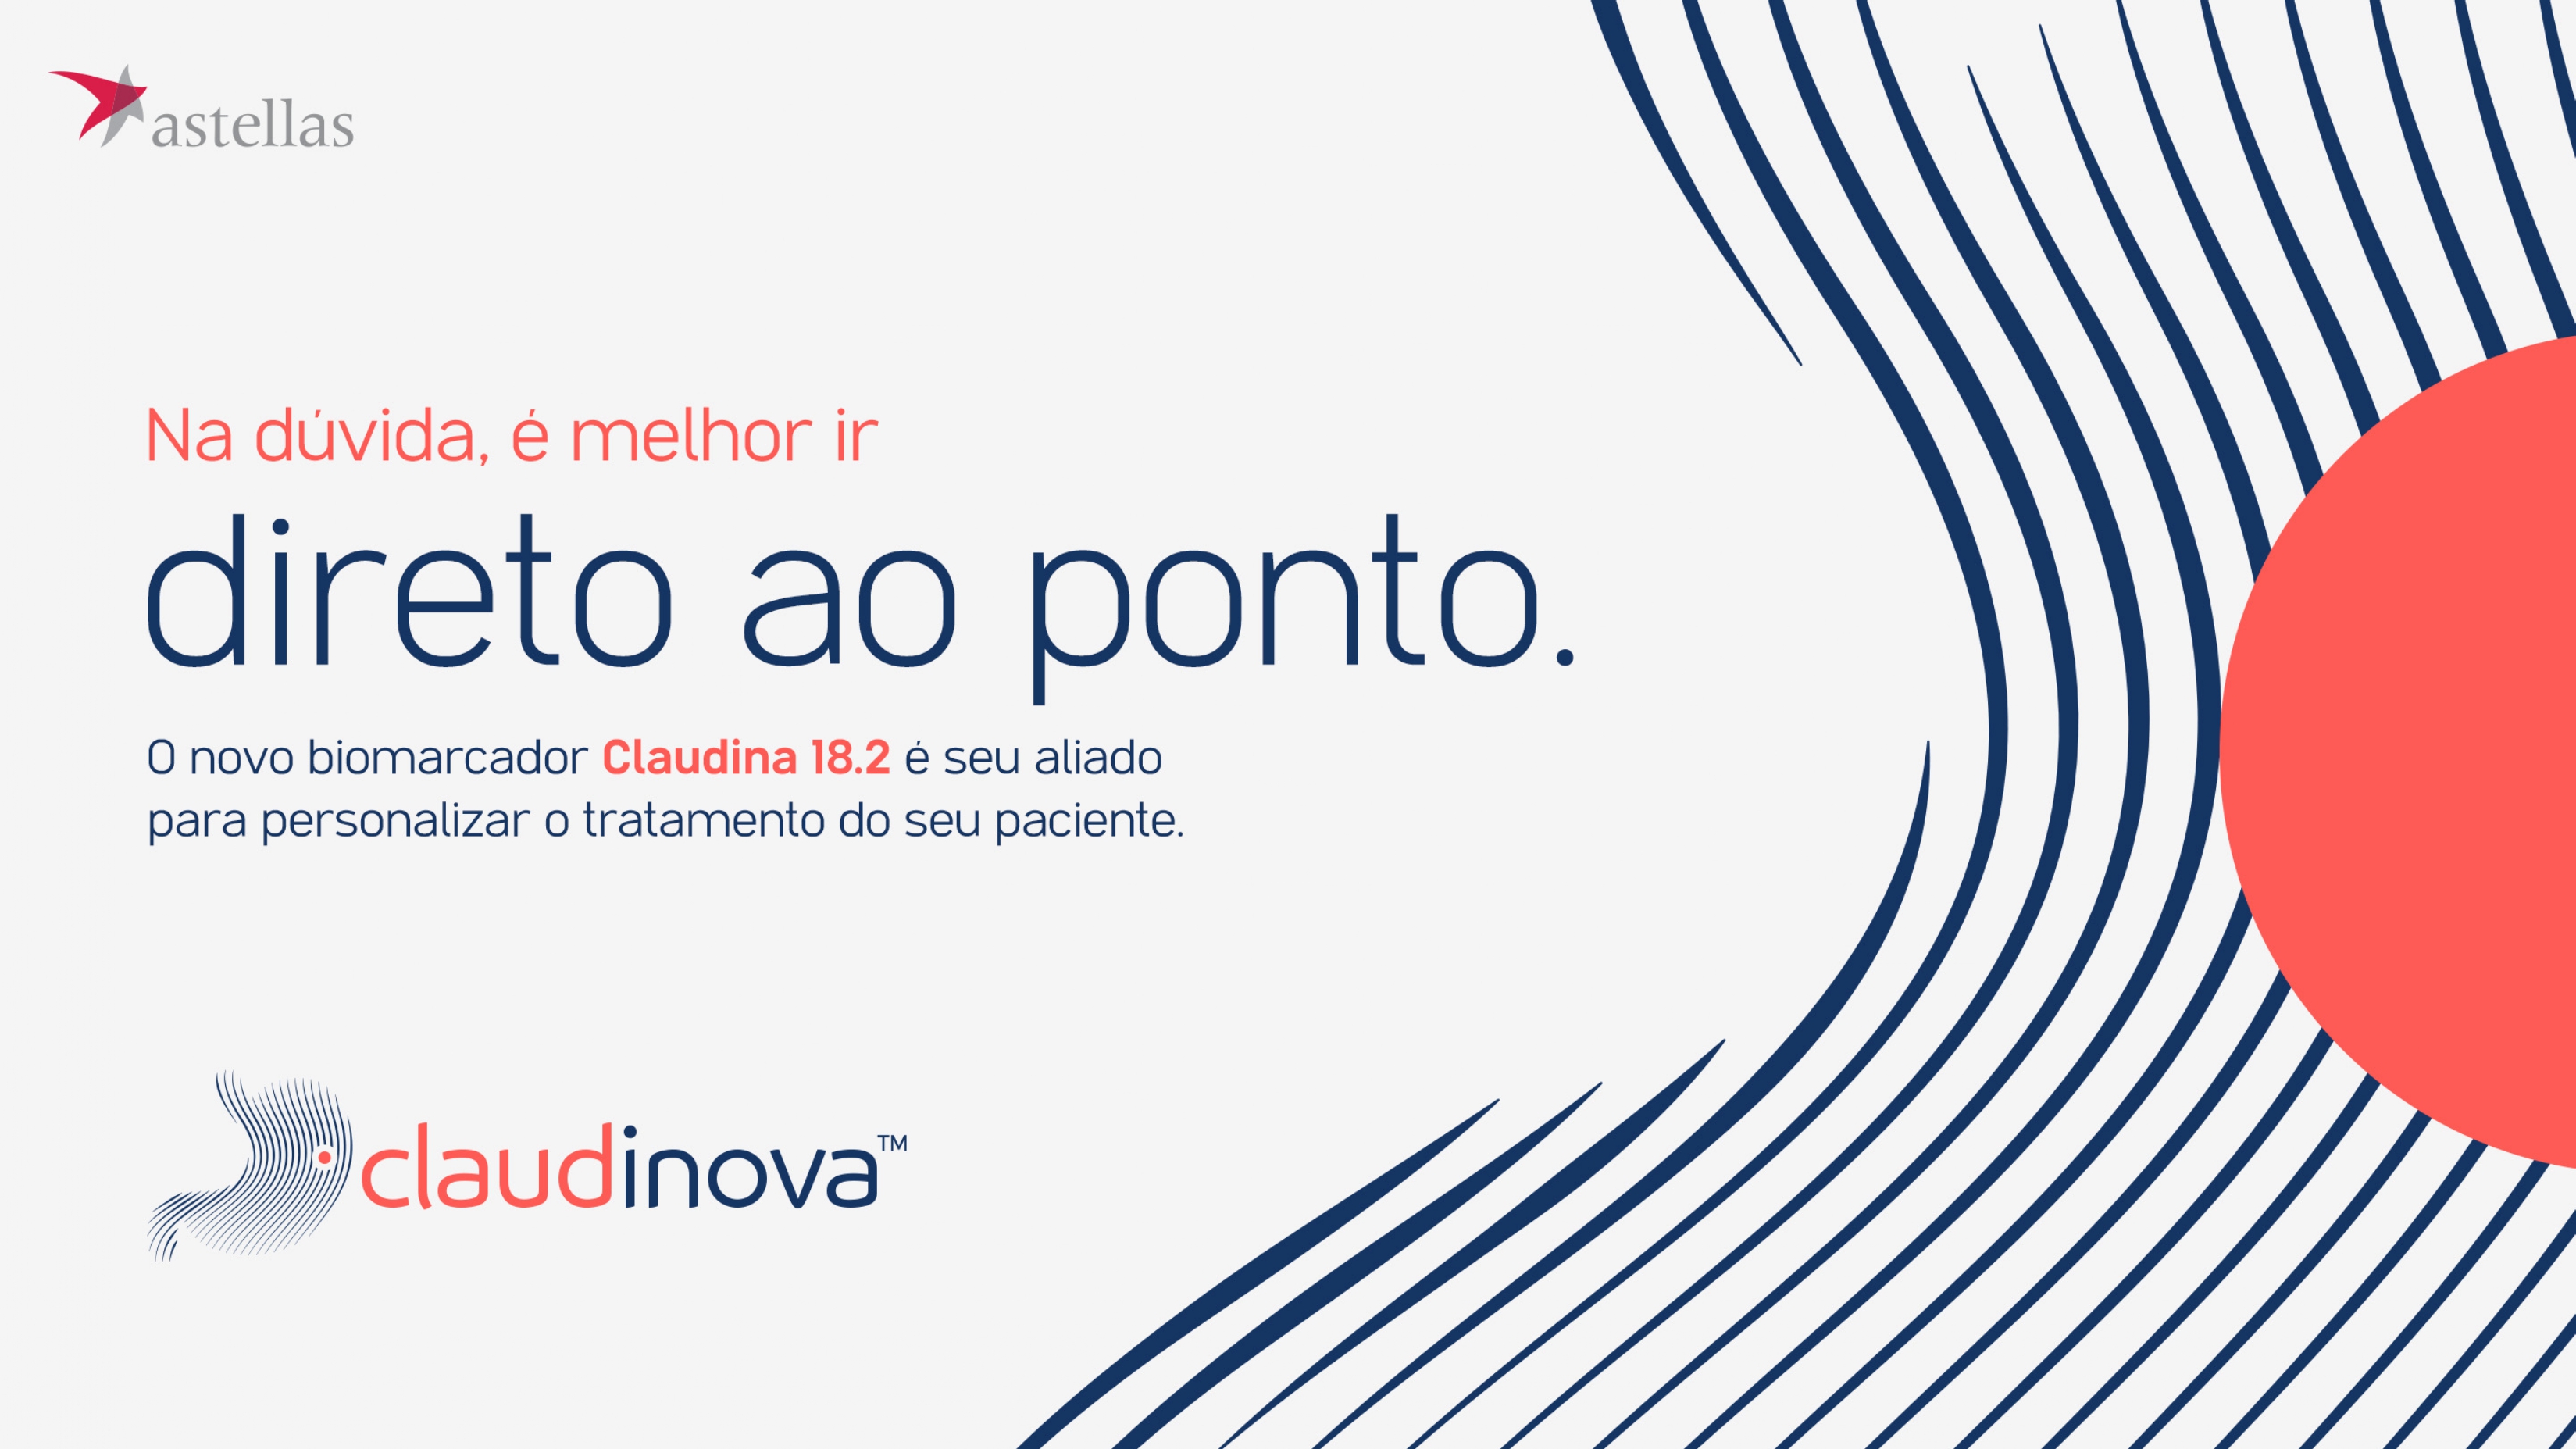 astellas
Na dúvida, é melhor ir
direto ao ponto.
O novo biomarcador Claudina 18.2 é seu aliado
para personalizar o tratamento do seu paciente.
claudinova™